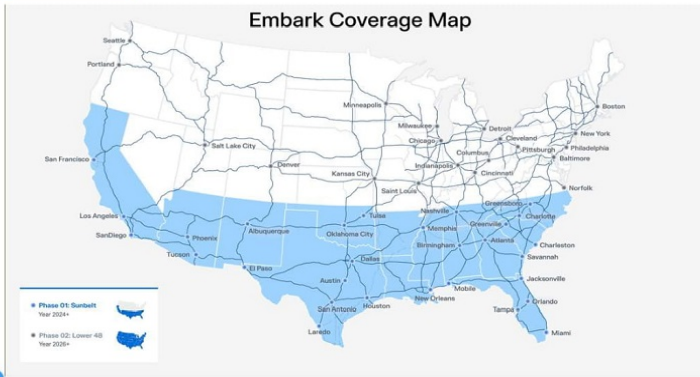 Embark Coverage Map
Seattle
Portland
Minneapolis
Boston
Milwaukee
Detroit
Chicago
Cleveland
New York
Salt Lake City
Columbus
Pittsburgh
Philadelphia
San Francisco
Denver
Indianapolis
Baltimore
Kansas City
Cincinnati
Saint Louis
Norfolk
Los Angeles
Tulsa
Nashville
Greensboro
Charlotte
SanDiego
Phoenix
Albuquerque
Oklahoma City
Memphis
Greenville
Tucson
Birmingham
Atlanta
Charleston
El Paso
Dallas
Savannah
Austin
Mobile
Jacksonville
New Orleans
Orlando
San Antonio
Houston
Tampa
Laredo
Miami
Phase 01: Sunbelt
Year 2024+
Phase 02: Lower 48
Year 2026+